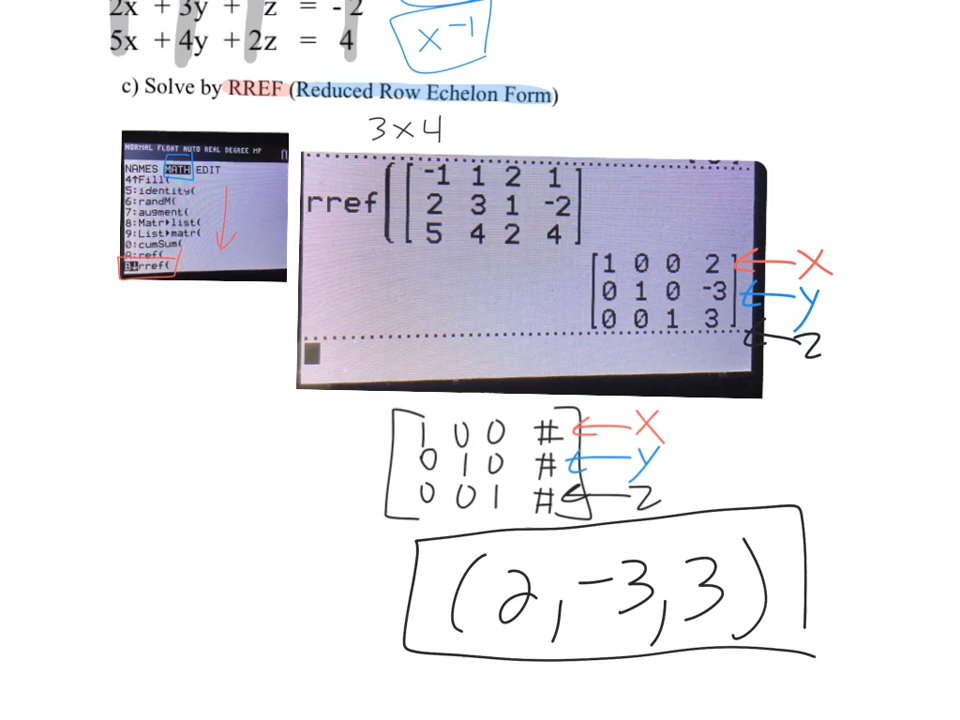 2x + 3y + z = - 2
5x + 4y + 2z = 4
x⁻¹
c) Solve by RREF (Reduced Row Echelon Form)
3 x 4
NORMAL FLOAT AUTO REAL DEGREE MP
NAMES MATH EDIT
4↑Fill(
5:identity(
6:randM(
7:augment(
8:Matr▸list(
9:List▸matr(
0:cumSum(
A:ref(
B↓rref(
rref([[-1 1 2 1]
[2 3 1 -2]
[5 4 2 4]
[1 0 0 2] ← x
[0 1 0 -3] ← y
[0 0 1 3] ← z
[1 0 0 #] ← x
[0 1 0 #] ← y
[0 0 1 #] ← z
(2, -3, 3)